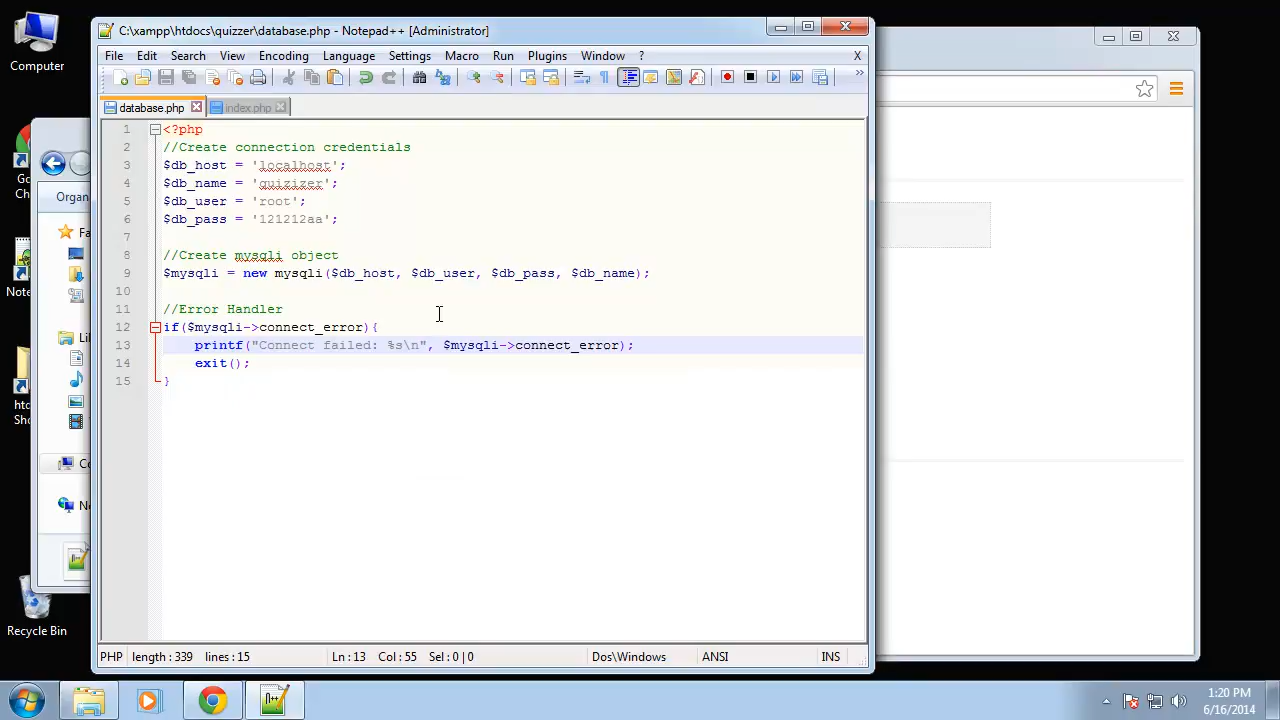 Computer
C:\xampp\htdocs\quizzer\database.php - Notepad++ [Administrator]
File Edit Search View Encoding Language Settings Macro Run Plugins Window ? X
database.php index.php
1 <?php
2 //Create connection credentials
3 $db_host = 'localhost';
4 $db_name = 'quizizer';
5 $db_user = 'root';
6 $db_pass = '121212aa';
7
8 //Create mysqli object
9 $mysqli = new mysqli($db_host, $db_user, $db_pass, $db_name);
10
11 //Error Handler
12 if($mysqli->connect_error){
13 printf("Connect failed: %s\n", $mysqli->connect_error);
14 exit();
15 }
Organ
Recycle Bin
PHP length : 339 lines : 15 Ln : 13 Col : 55 Sel : 0 | 0 Dos\Windows ANSI INS
1:20 PM
6/16/2014